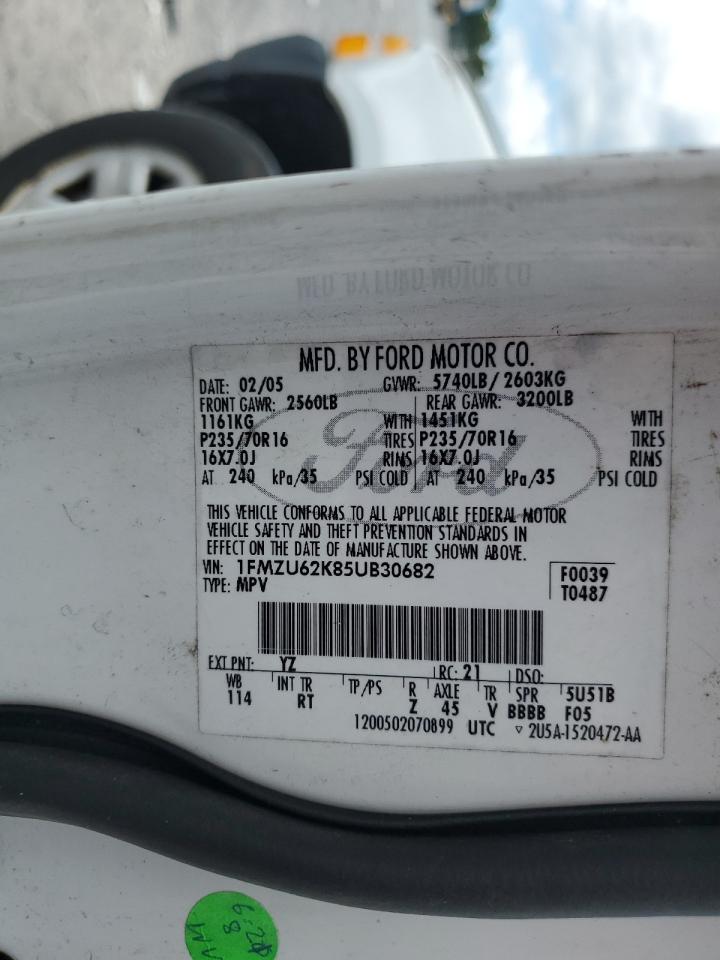 MFD. BY FORD MOTOR CO.
DATE: 02/05 GVWR: 5740LB/ 2603KG
FRONT GAWR: 2560LB REAR GAWR: 3200LB
1161KG WITH 1451KG WITH
P235/70R16 TIRES P235/70R16 TIRES
16X7.0J RIMS 16X7.0J RIMS
AT 240 kPa/35 PSI COLD AT 240 kPa/35 PSI COLD
Ford
THIS VEHICLE CONFORMS TO ALL APPLICABLE FEDERAL MOTOR
VEHICLE SAFETY AND THEFT PREVENTION STANDARDS IN
EFFECT ON THE DATE OF MANUFACTURE SHOWN ABOVE.
VIN: 1FMZU62K85UB30682 F0039
TYPE: MPV T0487
EXT PNT: YZ RC: 21 DSO:
WB INT TR TP/PS R AXLE TR SPR 5U51B
114 RT Z 45 V BBBB F05
1200502070899 UTC ▽ 2U5A-1520472-AA